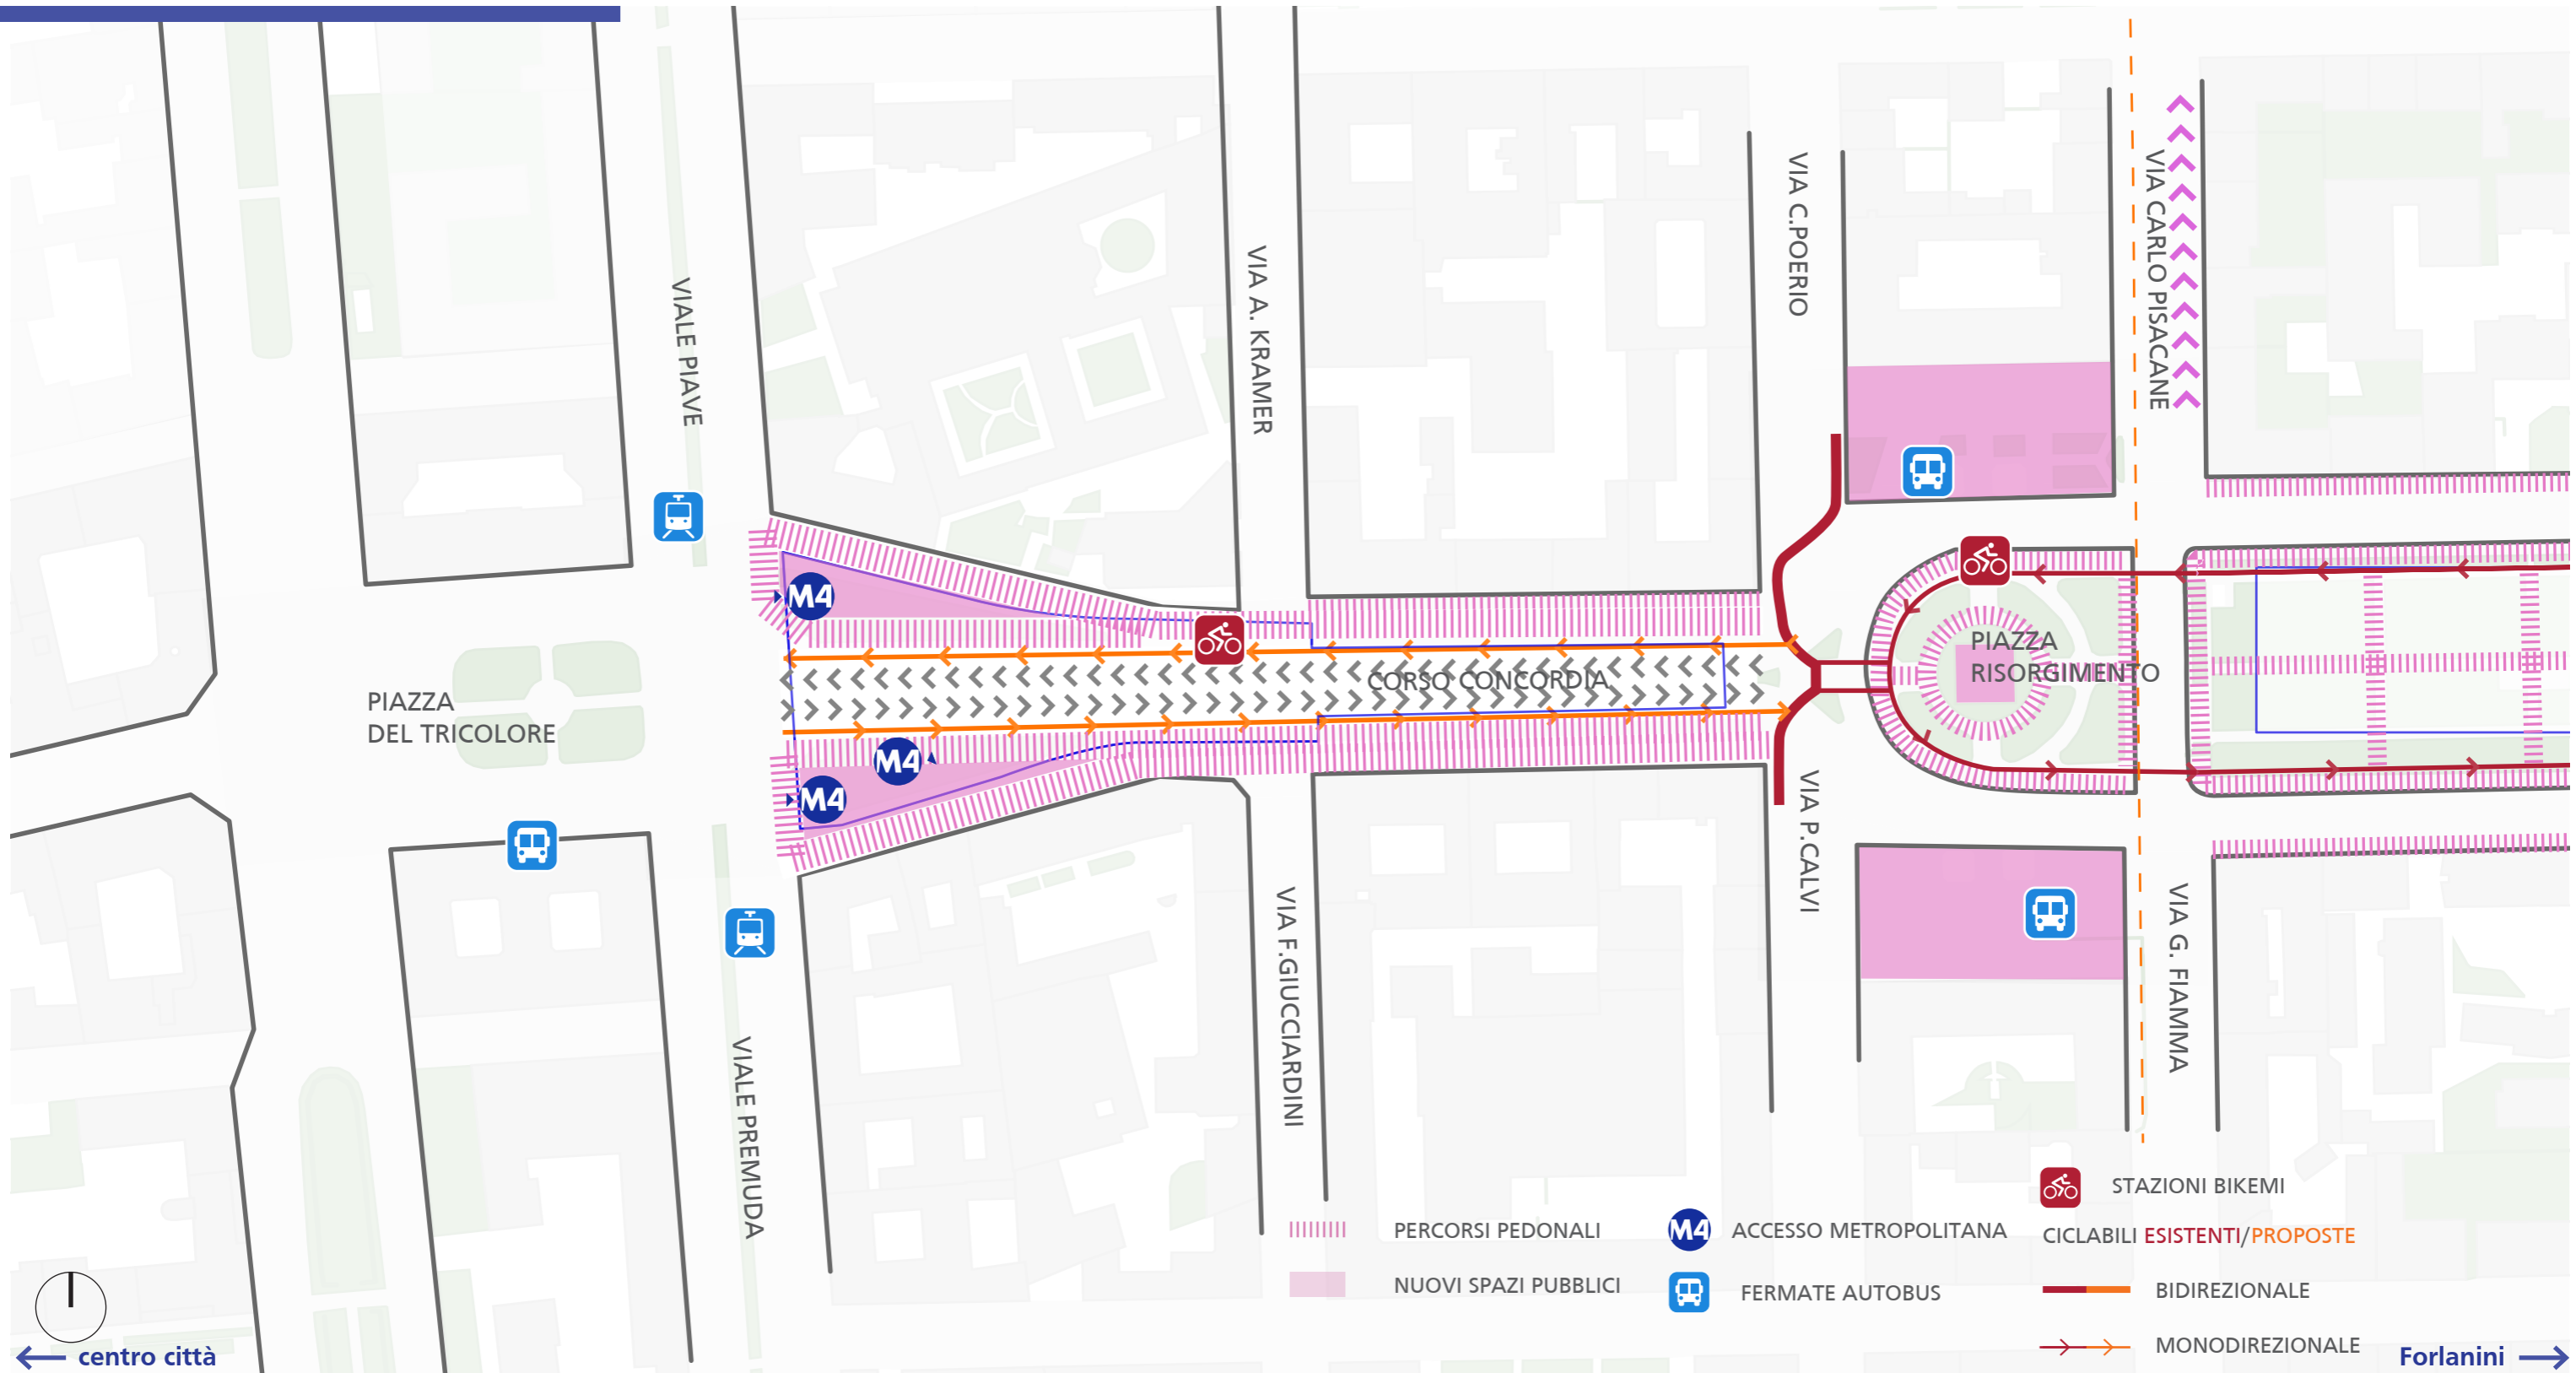 VIA C.POERIO
VIA CARLO PISACANE
VIA A. KRAMER
VIALE PIAVE
M4
PIAZZA
RISORGIMENTO
CORSO CONCORDIA
PIAZZA
DEL TRICOLORE
M4
M4
VIA P.CALVI
VIA F.GIUCCIARDINI
VIA G. FIAMMA
VIALE PREMUDA
PERCORSI PEDONALI
NUOVI SPAZI PUBBLICI
M4 ACCESSO METROPOLITANA
FERMATE AUTOBUS
STAZIONI BIKEMI
CICLABILI ESISTENTI/PROPOSTE
BIDIREZIONALE
MONODIREZIONALE
centro città
Forlanini